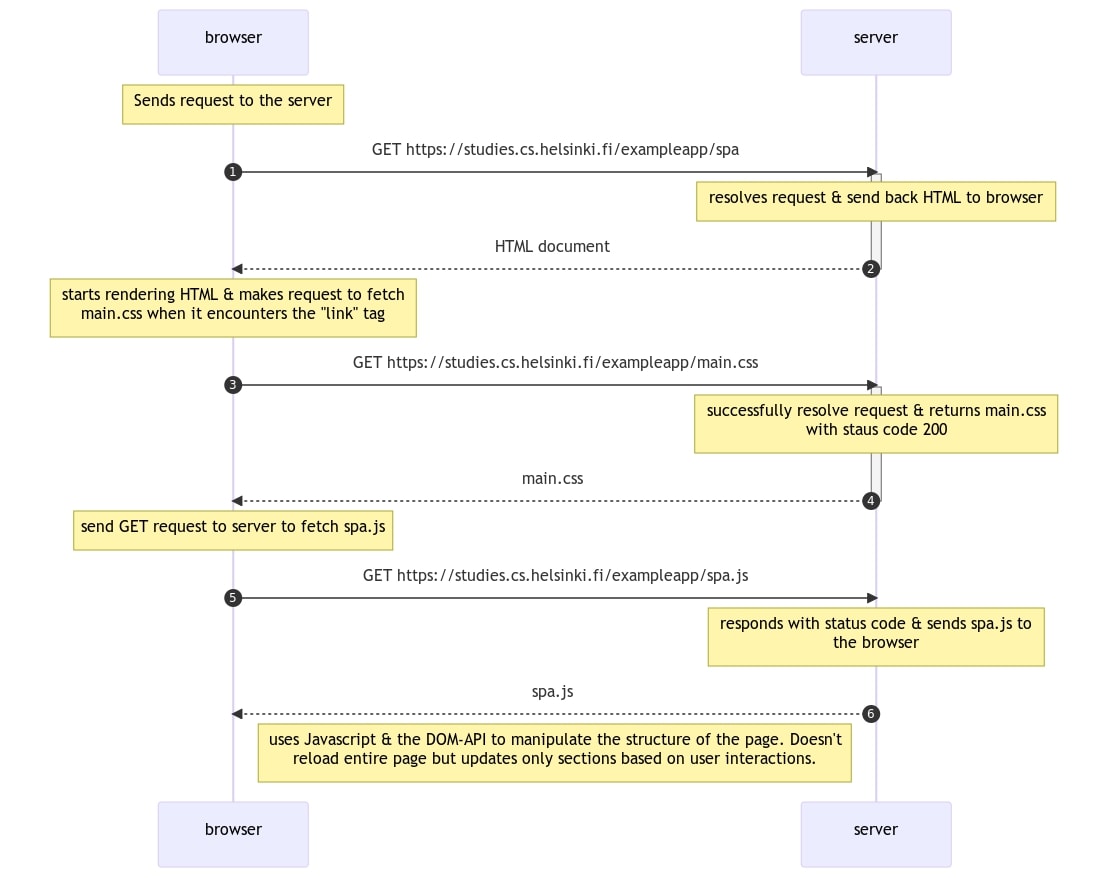 browser
server
Sends request to the server
GET https://studies.cs.helsinki.fi/exampleapp/spa
1
resolves request & send back HTML to browser
HTML document
2
starts rendering HTML & makes request to fetch
main.css when it encounters the "link" tag
GET https://studies.cs.helsinki.fi/exampleapp/main.css
3
successfully resolve request & returns main.css
with staus code 200
main.css
4
send GET request to server to fetch spa.js
GET https://studies.cs.helsinki.fi/exampleapp/spa.js
5
responds with status code & sends spa.js to
the browser
spa.js
6
uses Javascript & the DOM-API to manipulate the structure of the page. Doesn't
reload entire page but updates only sections based on user interactions.
browser
server